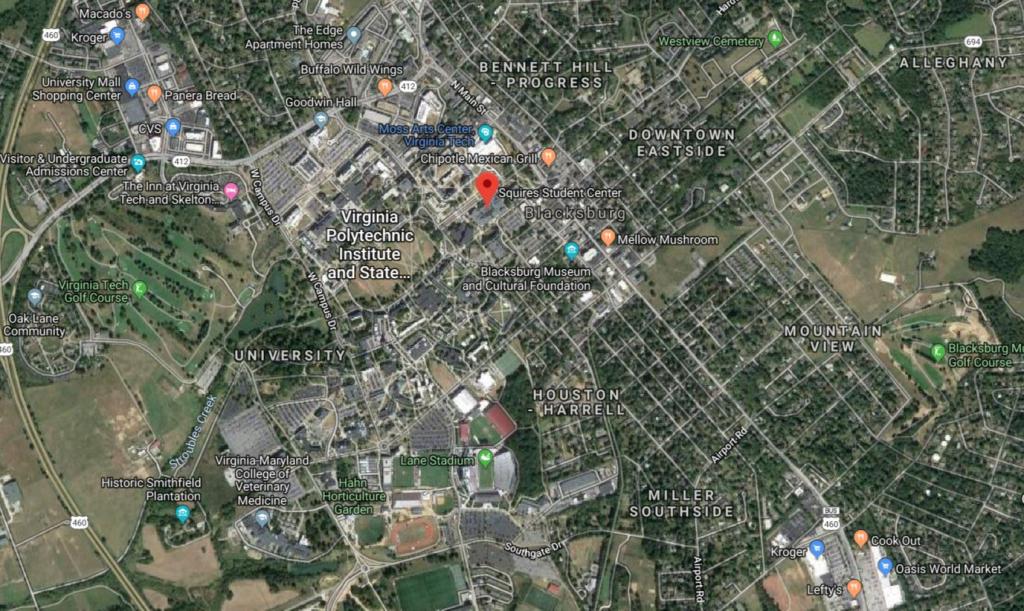 Macado's
460
Kroger
The Edge
Apartment Homes
Westview Cemetery
694
ALLEGHANY
BENNETT HILL
- PROGRESS
University Mall
Shopping Center
Panera Bread
Buffalo Wild Wings
412
N Main St
Goodwin Hall
CVS
Moss Arts Center,
Virginia Tech
DOWNTOWN
EASTSIDE
Chipotle Mexican Grill
Visitor & Undergraduate
Admissions Center
412
The Inn at Virginia
Tech and Skelton...
W Campus Dr
Squires Student Center
Blacksburg
Virginia
Polytechnic
Institute
and State...
Mellow Mushroom
Blacksburg Museum
and Cultural Foundation
Virginia Tech
Golf Course
W Campus Dr
Oak Lane
Community
460
UNIVERSITY
MOUNTAIN
VIEW
Blacksburg Mu
Golf Course
HOUSTON
- HARRELL
Stroubles Creek
Airport Rd
Lane Stadium
Virginia-Maryland
College of
Veterinary
Medicine
Historic Smithfield
Plantation
Hahn
Horticulture
Garden
MILLER
SOUTHSIDE
460
BUS
460
Southgate Dr
Kroger
Cook Out
Oasis World Market
Airport Rd
Lefty's